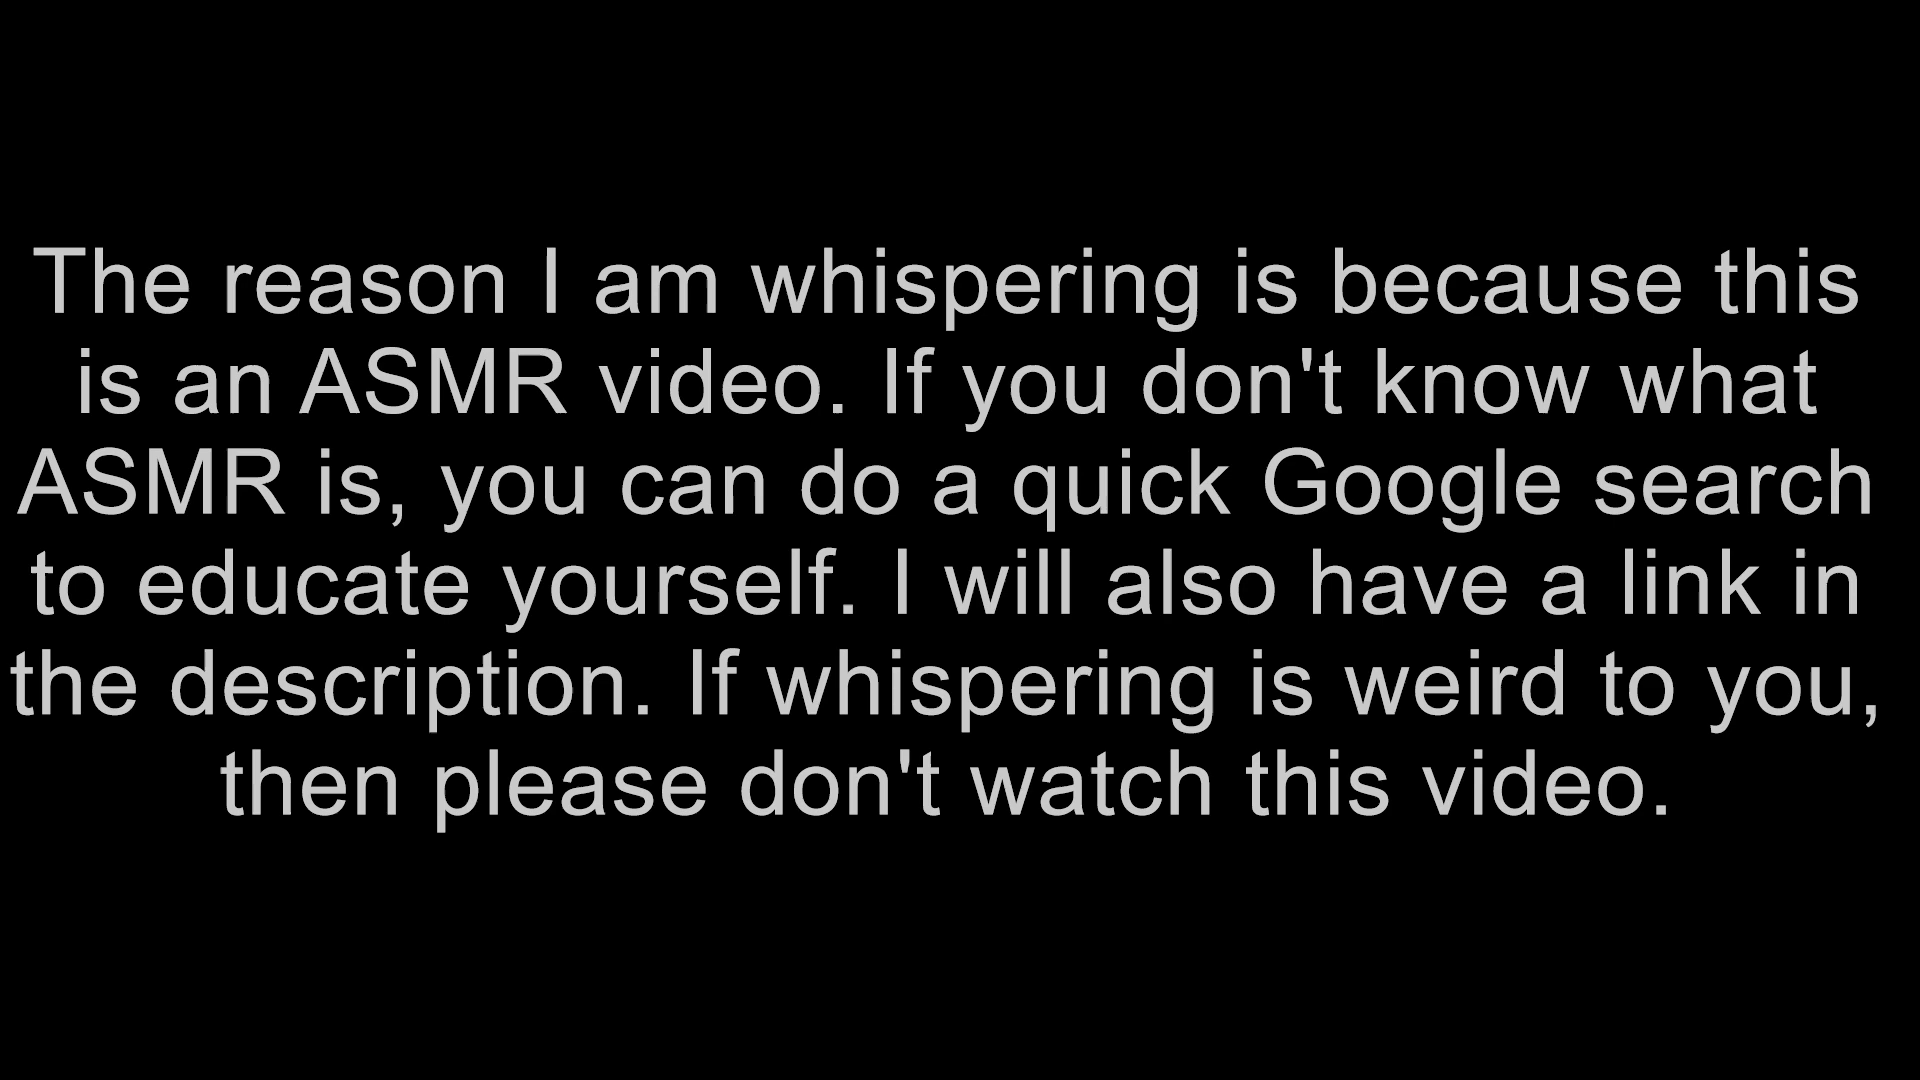 The reason I am whispering is because this
is an ASMR video. If you don't know what
ASMR is, you can do a quick Google search
to educate yourself. I will also have a link in
the description. If whispering is weird to you,
then please don't watch this video.